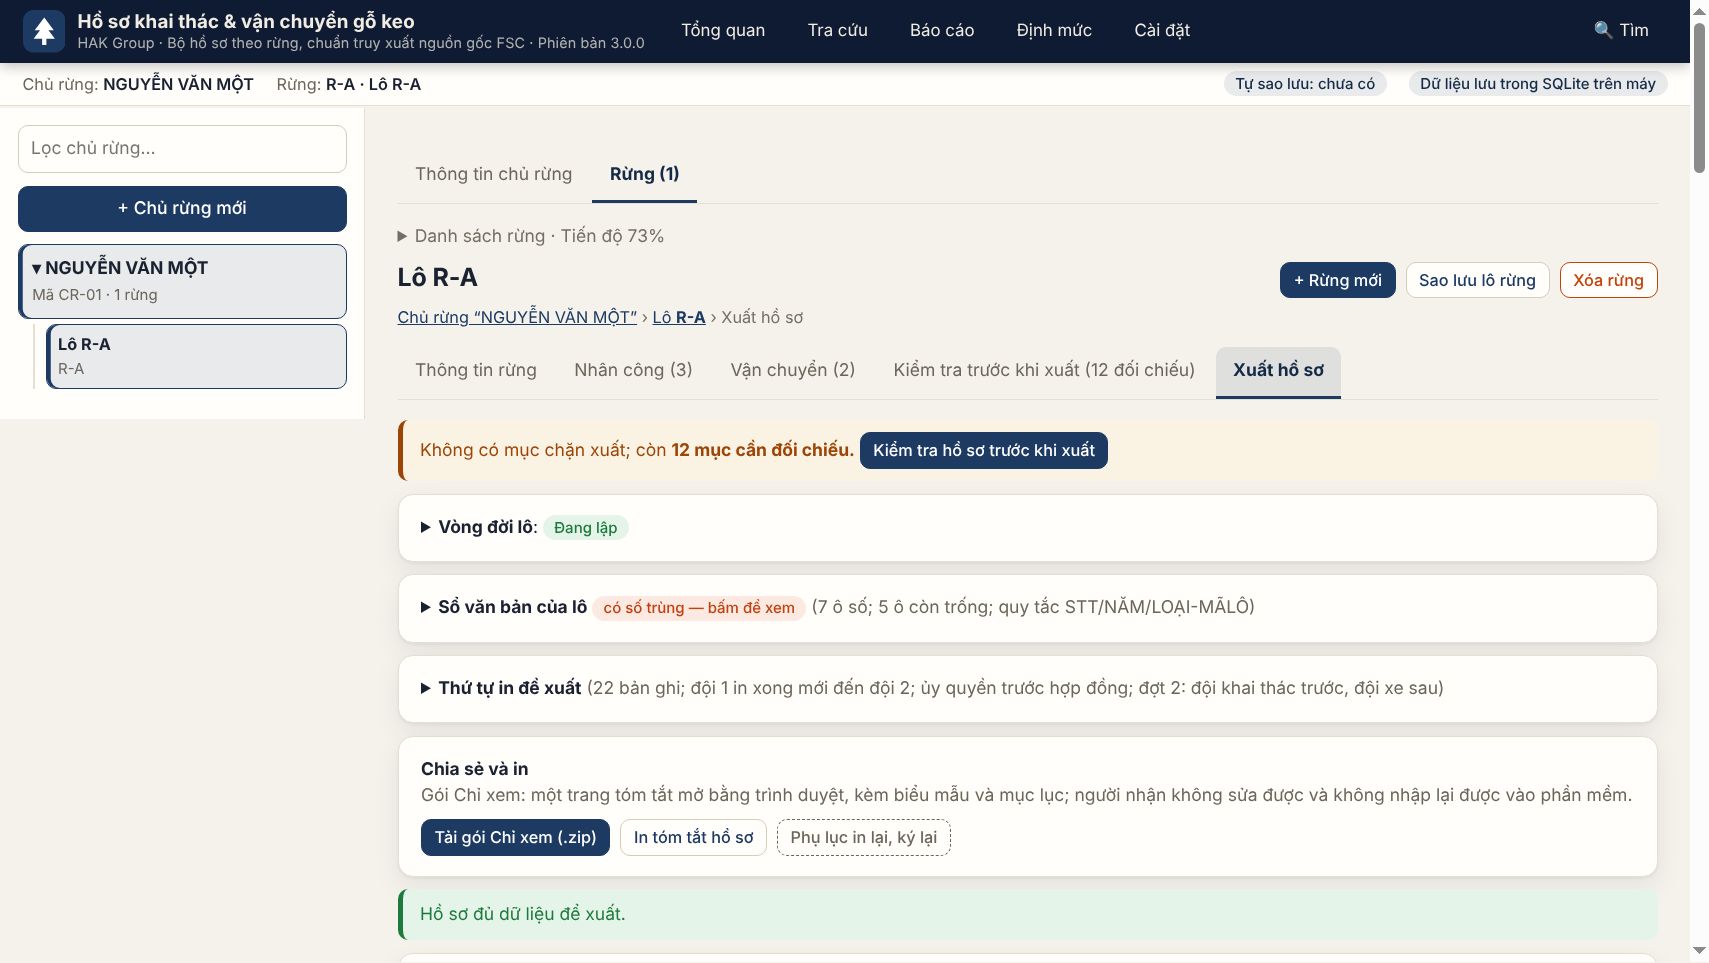 Hồ sơ khai thác & vận chuyển gỗ keo
HAK Group · Bộ hồ sơ theo rừng, chuẩn truy xuất nguồn gốc FSC · Phiên bản 3.0.0
Tổng quan
Tra cứu
Báo cáo
Định mức
Cài đặt
🔍 Tìm
Chủ rừng: NGUYỄN VĂN MỘT
Rừng: R-A · Lô R-A
Tự sao lưu: chưa có
Dữ liệu lưu trong SQLite trên máy
Lọc chủ rừng...
+ Chủ rừng mới
▾ NGUYỄN VĂN MỘT
Mã CR-01 · 1 rừng
Lô R-A
R-A
Thông tin chủ rừng
Rừng (1)
▶ Danh sách rừng · Tiến độ 73%
Lô R-A
+ Rừng mới
Sao lưu lô rừng
Xóa rừng
Chủ rừng “NGUYỄN VĂN MỘT” › Lô R-A › Xuất hồ sơ
Thông tin rừng
Nhân công (3)
Vận chuyển (2)
Kiểm tra trước khi xuất (12 đối chiếu)
Xuất hồ sơ
Không có mục chặn xuất; còn 12 mục cần đối chiếu. Kiểm tra hồ sơ trước khi xuất
▶ Vòng đời lô: Đang lập
▶ Sổ văn bản của lô có số trùng — bấm để xem (7 ô số; 5 ô còn trống; quy tắc STT/NĂM/LOẠI-MÃLÔ)
▶ Thứ tự in đề xuất (22 bản ghi; đội 1 in xong mới đến đội 2; ủy quyền trước hợp đồng; đợt 2: đội khai thác trước, đội xe sau)
Chia sẻ và in
Gói Chỉ xem: một trang tóm tắt mở bằng trình duyệt, kèm biểu mẫu và mục lục; người nhận không sửa được và không nhập lại được vào phần mềm.
Tải gói Chỉ xem (.zip)
In tóm tắt hồ sơ
Phụ lục in lại, ký lại
Hồ sơ đủ dữ liệu để xuất.